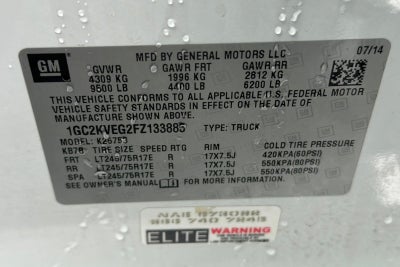 GM
MFD BY GENERAL MOTORS LLC 07/14
GVWR GAWR FRT GAWR RR
4309 KG 1996 KG 2812 KG
9500 LB 4400 LB 6200 LB
THIS VEHICLE CONFORMS TO ALL APPLICABLE U.S. FEDERAL MOTOR
VEHICLE SAFETY STANDARDS IN EFFECT ON THE DATE OF
MANUFACTURE SHOWN ABOVE.
1GC2KVEG2FZ133885 TYPE: TRUCK
MODEL: K26753
TIRE SIZE SPEED RTG RIM COLD TIRE PRESSURE
FRT LT245/75R17E R 17X7.5J 420KPA(60PSI)
RR LT245/75R17E R 17X7.5J 550KPA(80PSI)
SPA LT245/75R17E R 17X7.5J 550KPA(80PSI)
SEE OWNER MANUAL FOR MORE INFORMATION.
ELITE WARNING